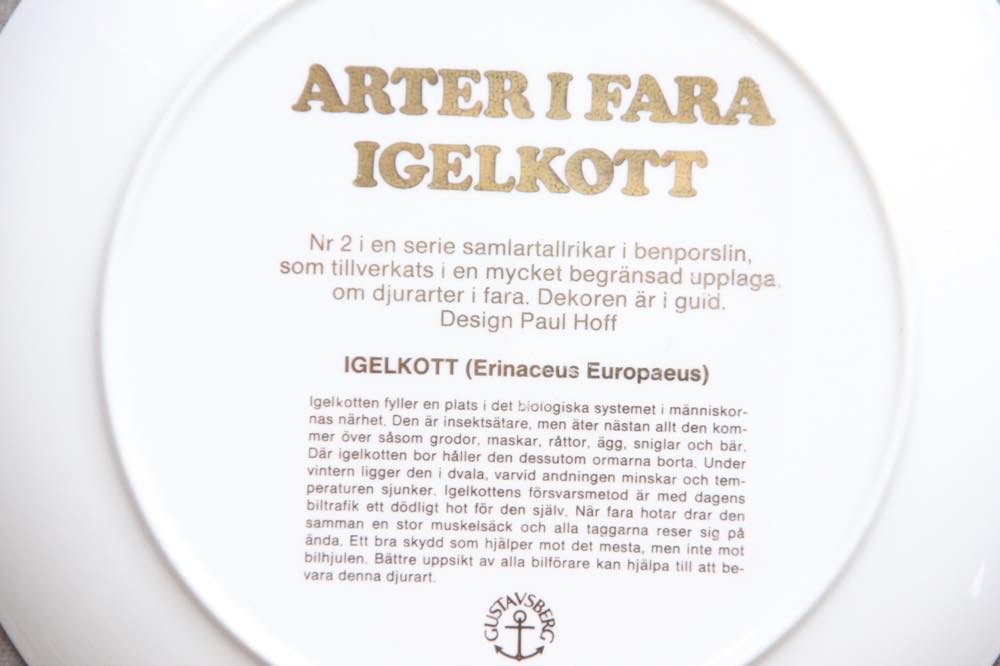 ARTER I FARA
IGELKOTT
Nr 2 i en serie samlartallrikar i benporslin,
som tillverkats i en mycket begränsad upplaga.
om djurarter i fara. Dekoren är i guld.
Design Paul Hoff
IGELKOTT (Erinaceus Europaeus)
Igelkotten fyller en plats i det biologiska systemet i människor-
nas närhet. Den är insektsätare, men äter nästan allt den kom-
mer över såsom grodor, maskar, råttor, ägg, sniglar och bär.
Där igelkotten bor håller den dessutom ormarna borta. Under
vintern ligger den i dvala, varvid andningen minskar och tem-
peraturen sjunker. Igelkottens försvarsmetod är med dagens
biltrafik ett dödligt hot för den själv. När fara hotar drar den
samman en stor muskelsäck och alla taggarna reser sig på
ända. Ett bra skydd som hjälper mot det mesta, men inte mot
bilhjulen. Bättre uppsikt av alla bilförare kan hjälpa till att be-
vara denna djurart.
GUSTAVSBERG